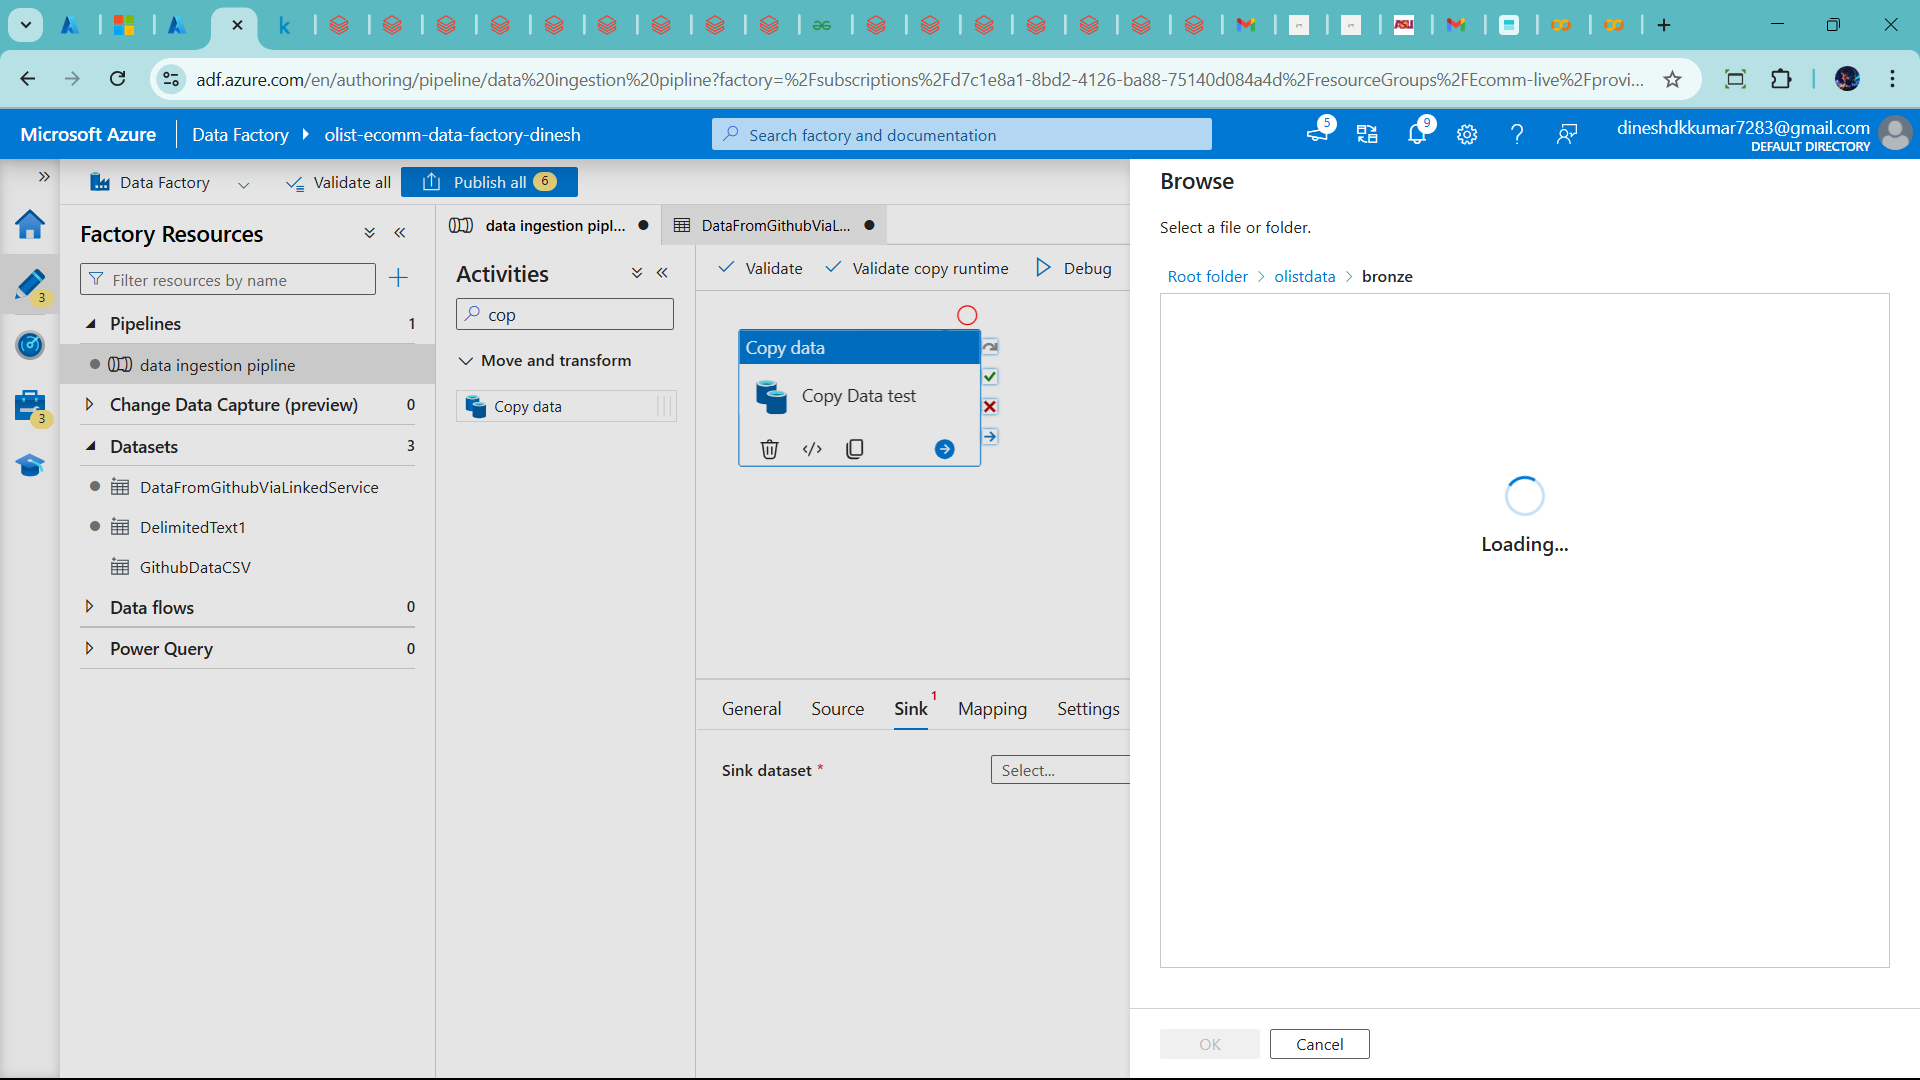 adf.azure.com/en/authoring/pipeline/data%20ingestion%20pipline?factory=%2Fsubscriptions%2Fd7c1e8a1-8bd2-4126-ba88-75140d084a4d%2FresourceGroups%2FEcomm-live%2Fprovi...
Microsoft Azure
Data Factory
olist-ecomm-data-factory-dinesh
Search factory and documentation
5
9
dineshdkkumar7283@gmail.com
DEFAULT DIRECTORY
Data Factory
Validate all
Publish all 6
Factory Resources
Filter resources by name
3
3
Pipelines 1
data ingestion pipline
Change Data Capture (preview) 0
Datasets 3
DataFromGithubViaLinkedService
DelimitedText1
GithubDataCSV
Data flows 0
Power Query 0
data ingestion pipl...
DataFromGithubViaL...
Activities
cop
Move and transform
Copy data
Validate
Validate copy runtime
Debug
Copy data
Copy Data test
General
Source
Sink 1
Mapping
Settings
Sink dataset *
Select...
Browse
Select a file or folder.
Root folder > olistdata > bronze
Loading...
OK
Cancel